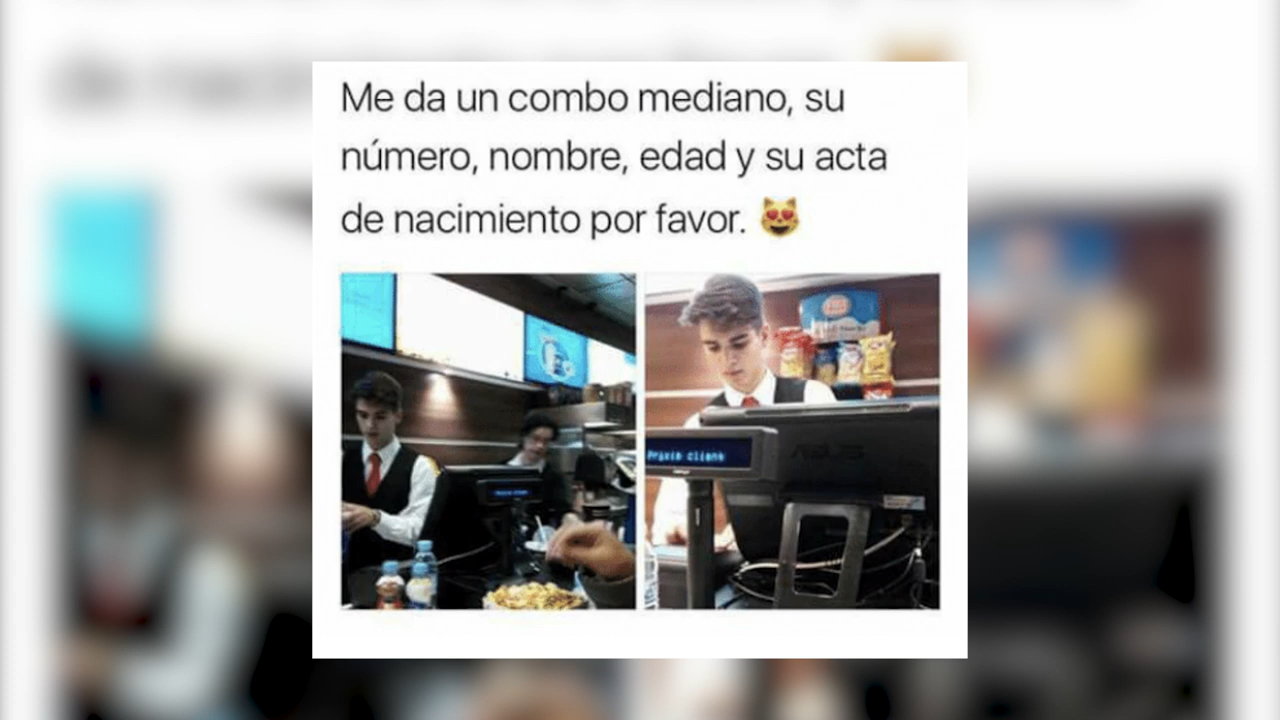 Me da un combo mediano, su
número, nombre, edad y su acta
de nacimiento por favor. 😻